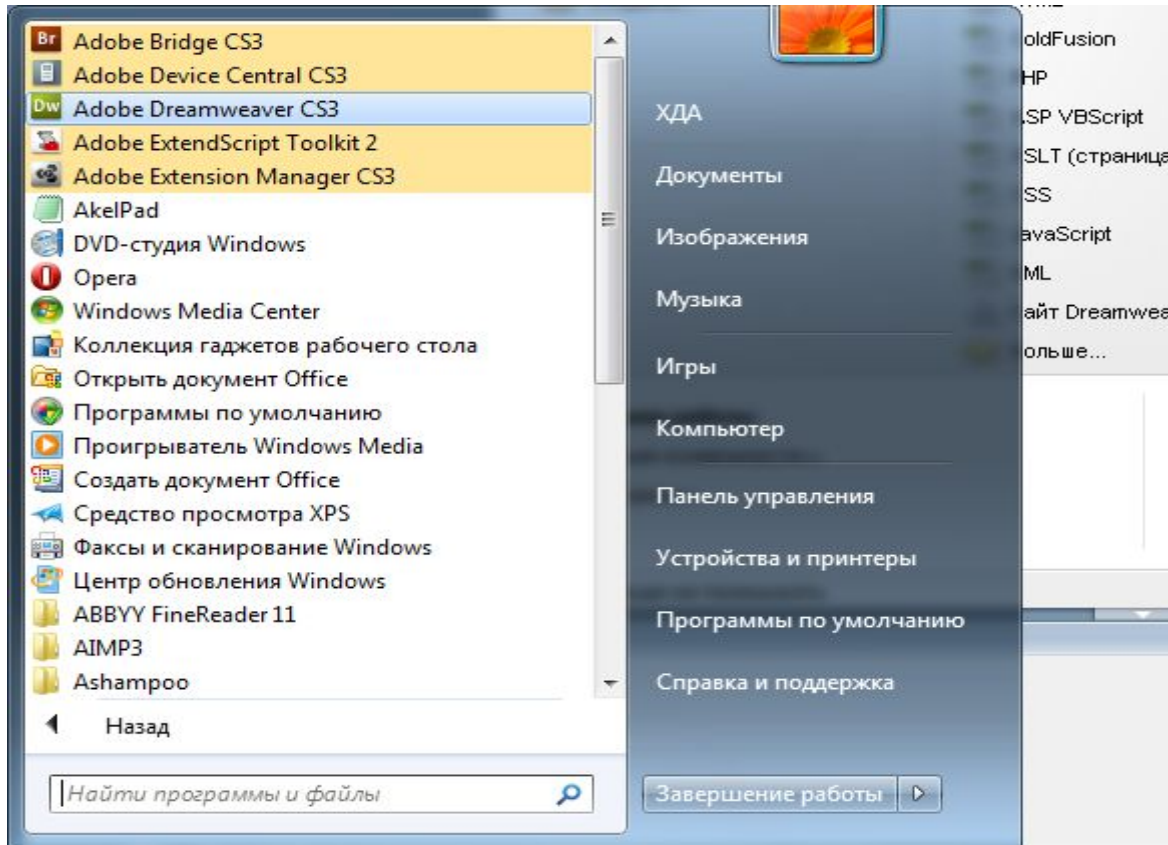 Br Adobe Bridge CS3
Adobe Device Central CS3
Dw Adobe Dreamweaver CS3
Adobe ExtendScript Toolkit 2
Adobe Extension Manager CS3
AkelPad
DVD-студия Windows
Opera
Windows Media Center
Коллекция гаджетов рабочего стола
Открыть документ Office
Программы по умолчанию
Проигрыватель Windows Media
Создать документ Office
Средство просмотра XPS
Факсы и сканирование Windows
Центр обновления Windows
ABBYY FineReader 11
AIMP3
Ashampoo
Назад
Найти программы и файлы
ХДА
Документы
Изображения
Музыка
Игры
Компьютер
Панель управления
Устройства и принтеры
Программы по умолчанию
Справка и поддержка
Завершение работы
oldFusion
HP
SP VBScript
SLT (страница
SS
avaScript
ML
айт Dreamwea
ольше...